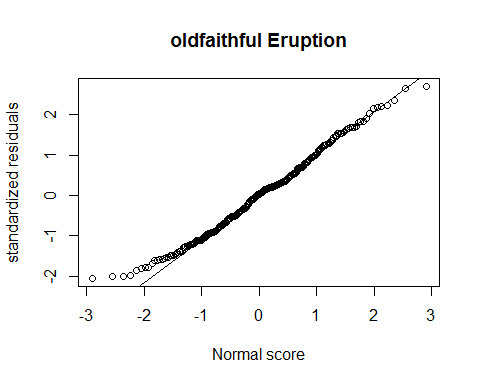 oldfaithful Eruption
standardized residuals
2
1
0
-1
-2
-3 -2 -1 0 1 2 3
Normal score